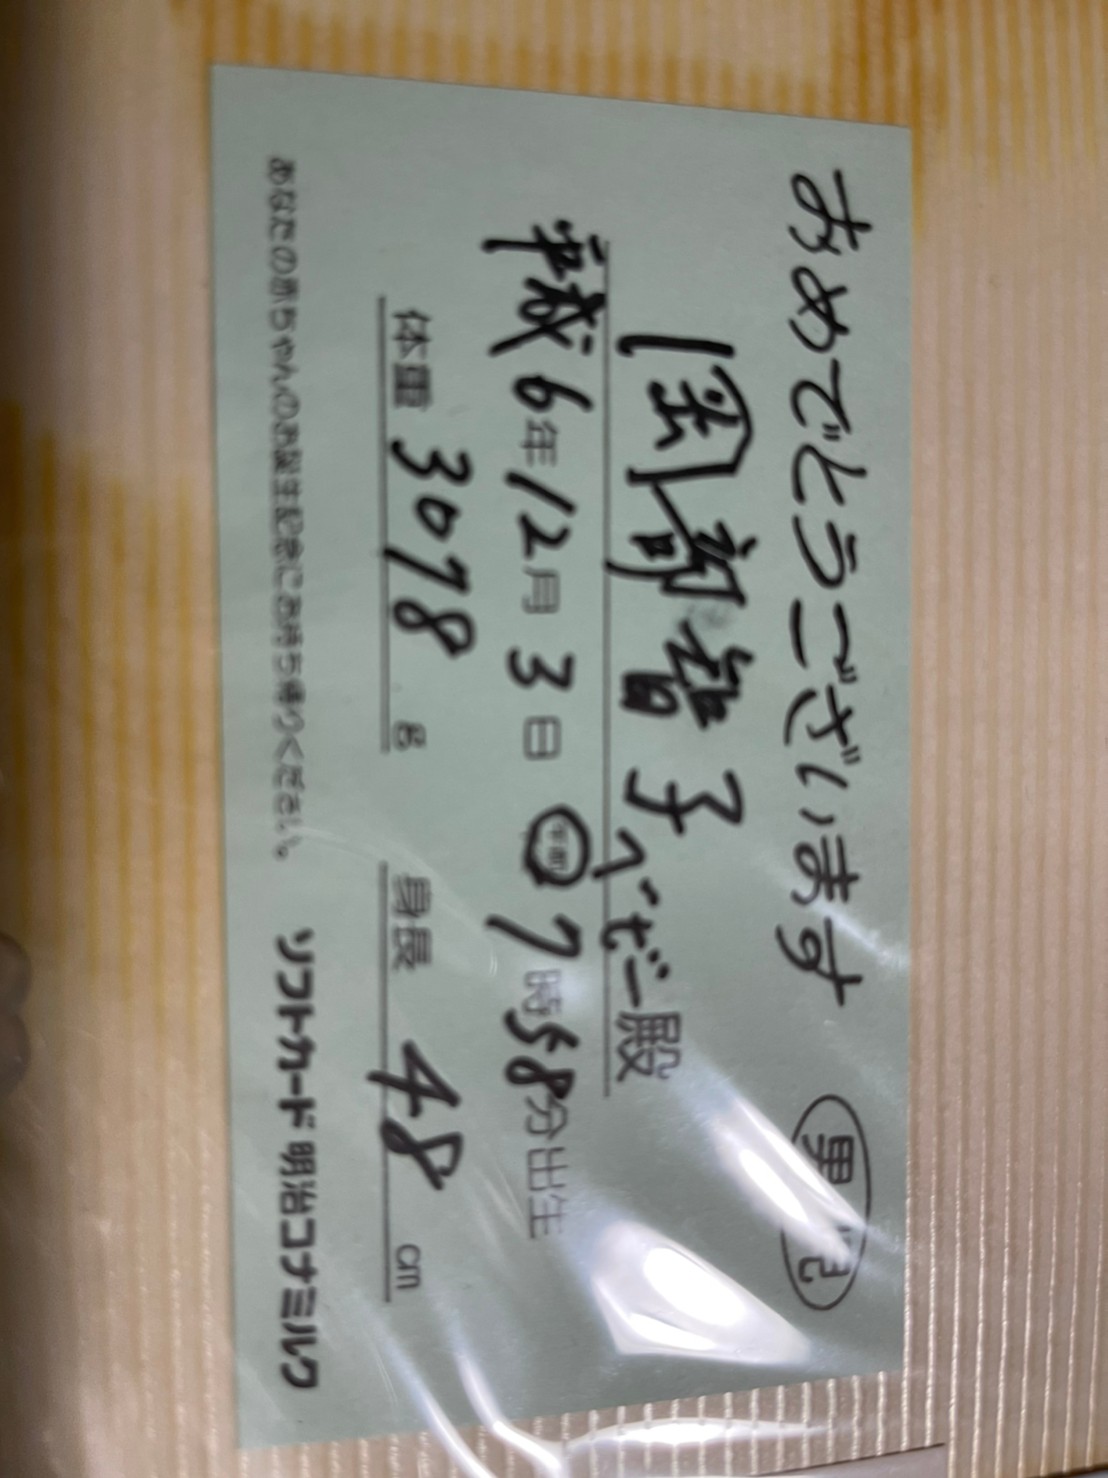 おめでとうございます 男児
岡部智子ベビー殿
平成6年12月3日 午前7時58分出生
体重 3078 g 身長 48 cm
あなたの赤ちゃんのお誕生記念にお持ち帰りください。 ソフトカード 明治コナミルク